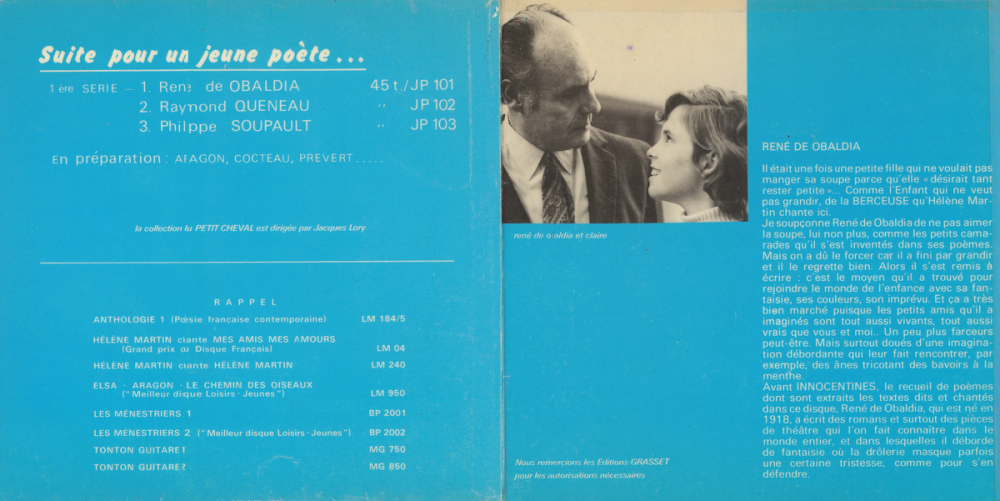 Suite pour un jeune poète...
1ère SERIE – 1. René de OBALDIA 45 t./JP 101
2. Raymond QUENEAU " JP 102
3. Philppe SOUPAULT " JP 103
En préparation : ARAGON, COCTEAU, PREVERT.....
la collection lu PETIT CHEVAL est dirigée par Jacques Lory
RAPPEL
ANTHOLOGIE 1 (Poésie française contemporaine) LM 184/5
HÉLÈNE MARTIN chante MES AMIS MES AMOURS
(Grand prix du Disque Français) LM 04
HÉLÈNE MARTIN chante HÉLÈNE MARTIN LM 240
ELSA - ARAGON - LE CHEMIN DES OISEAUX
("Meilleur disque Loisirs-Jeunes") LM 950
LES MÉNESTRIERS 1 BP 2001
LES MÉNESTRIERS 2 ("Meilleur disque Loisirs-Jeunes") BP 2002
TONTON GUITARE 1 MG 750
TONTON GUITARE 2 MG 850
rené de obaldia et claire
Nous remercions les Editions GRASSET
pour les autorisations nécessaires
RENÉ DE OBALDIA
Il était une fois une petite fille qui ne voulait pas
manger sa soupe parce qu'elle «désirait tant
rester petite»... Comme l'Enfant qui ne veut
pas grandir, de la BERCEUSE qu'Hélène Mar-
tin chante ici.
Je soupçonne René de Obaldia de ne pas aimer
la soupe, lui non plus, comme les petits cama-
rades qu'il s'est inventés dans ses poèmes.
Mais on a dû le forcer car il a fini par grandir
et il le regrette bien. Alors il s'est remis à
écrire : c'est le moyen qu'il a trouvé pour
rejoindre le monde de l'enfance avec sa fan-
taisie, ses couleurs, son imprévu. Et ça a très
bien marché puisque les petits amis qu'il a
imaginés sont tout aussi vivants, tout aussi
vrais que vous et moi.. Un peu plus farceurs
peut-être. Mais surtout doués d'une imagina-
tion débordante qui leur fait rencontrer, par
exemple, des ânes tricotant des bavoirs à la
menthe.
Avant INNOCENTINES, le recueil de poèmes
dont sont extraits les textes dits et chantés
dans ce disque, René de Obaldia, qui est né en
1918, a écrit des romans et surtout des pièces
de théâtre qui l'on fait connaître dans le
monde entier, et dans lesquelles il déborde
de fantaisie où la drôlerie masque parfois
une certaine tristesse, comme pour s'en
défendre.